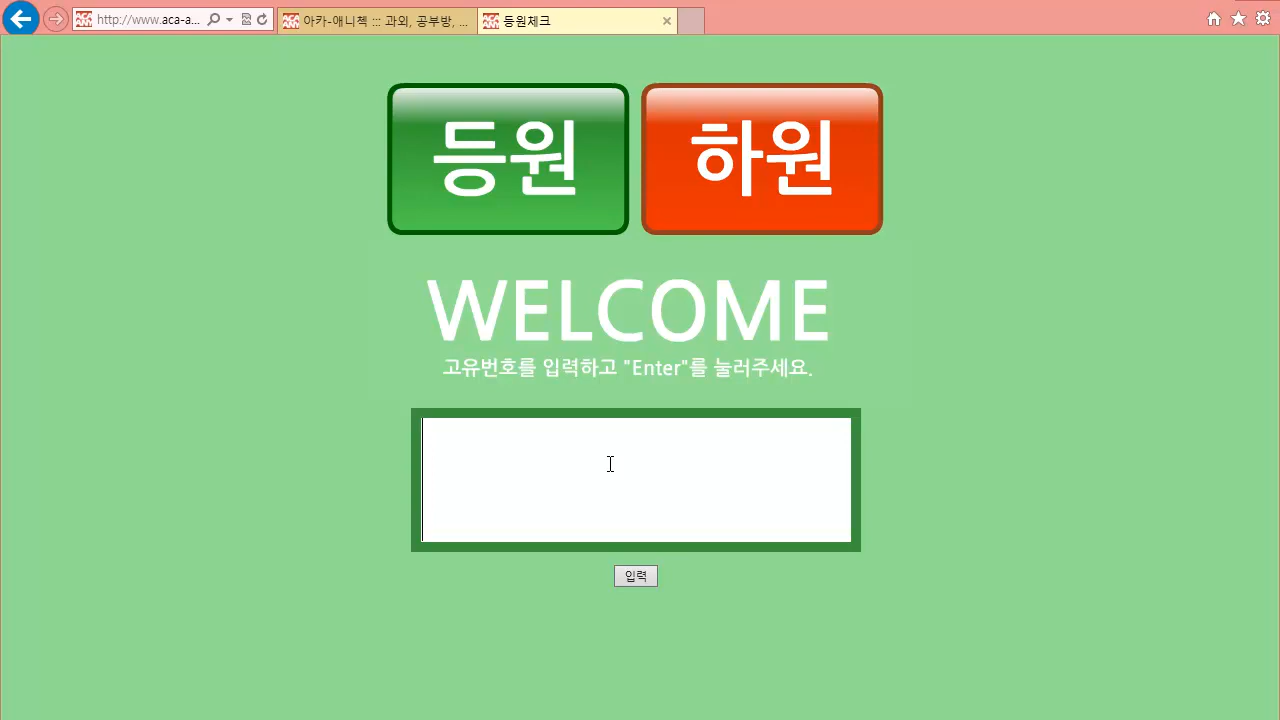 http://www.aca-a...
아카-애니첵 ::: 과외, 공부방, ...
등원체크
등원
하원
WELCOME
고유번호를 입력하고 "Enter"를 눌러주세요.
입력